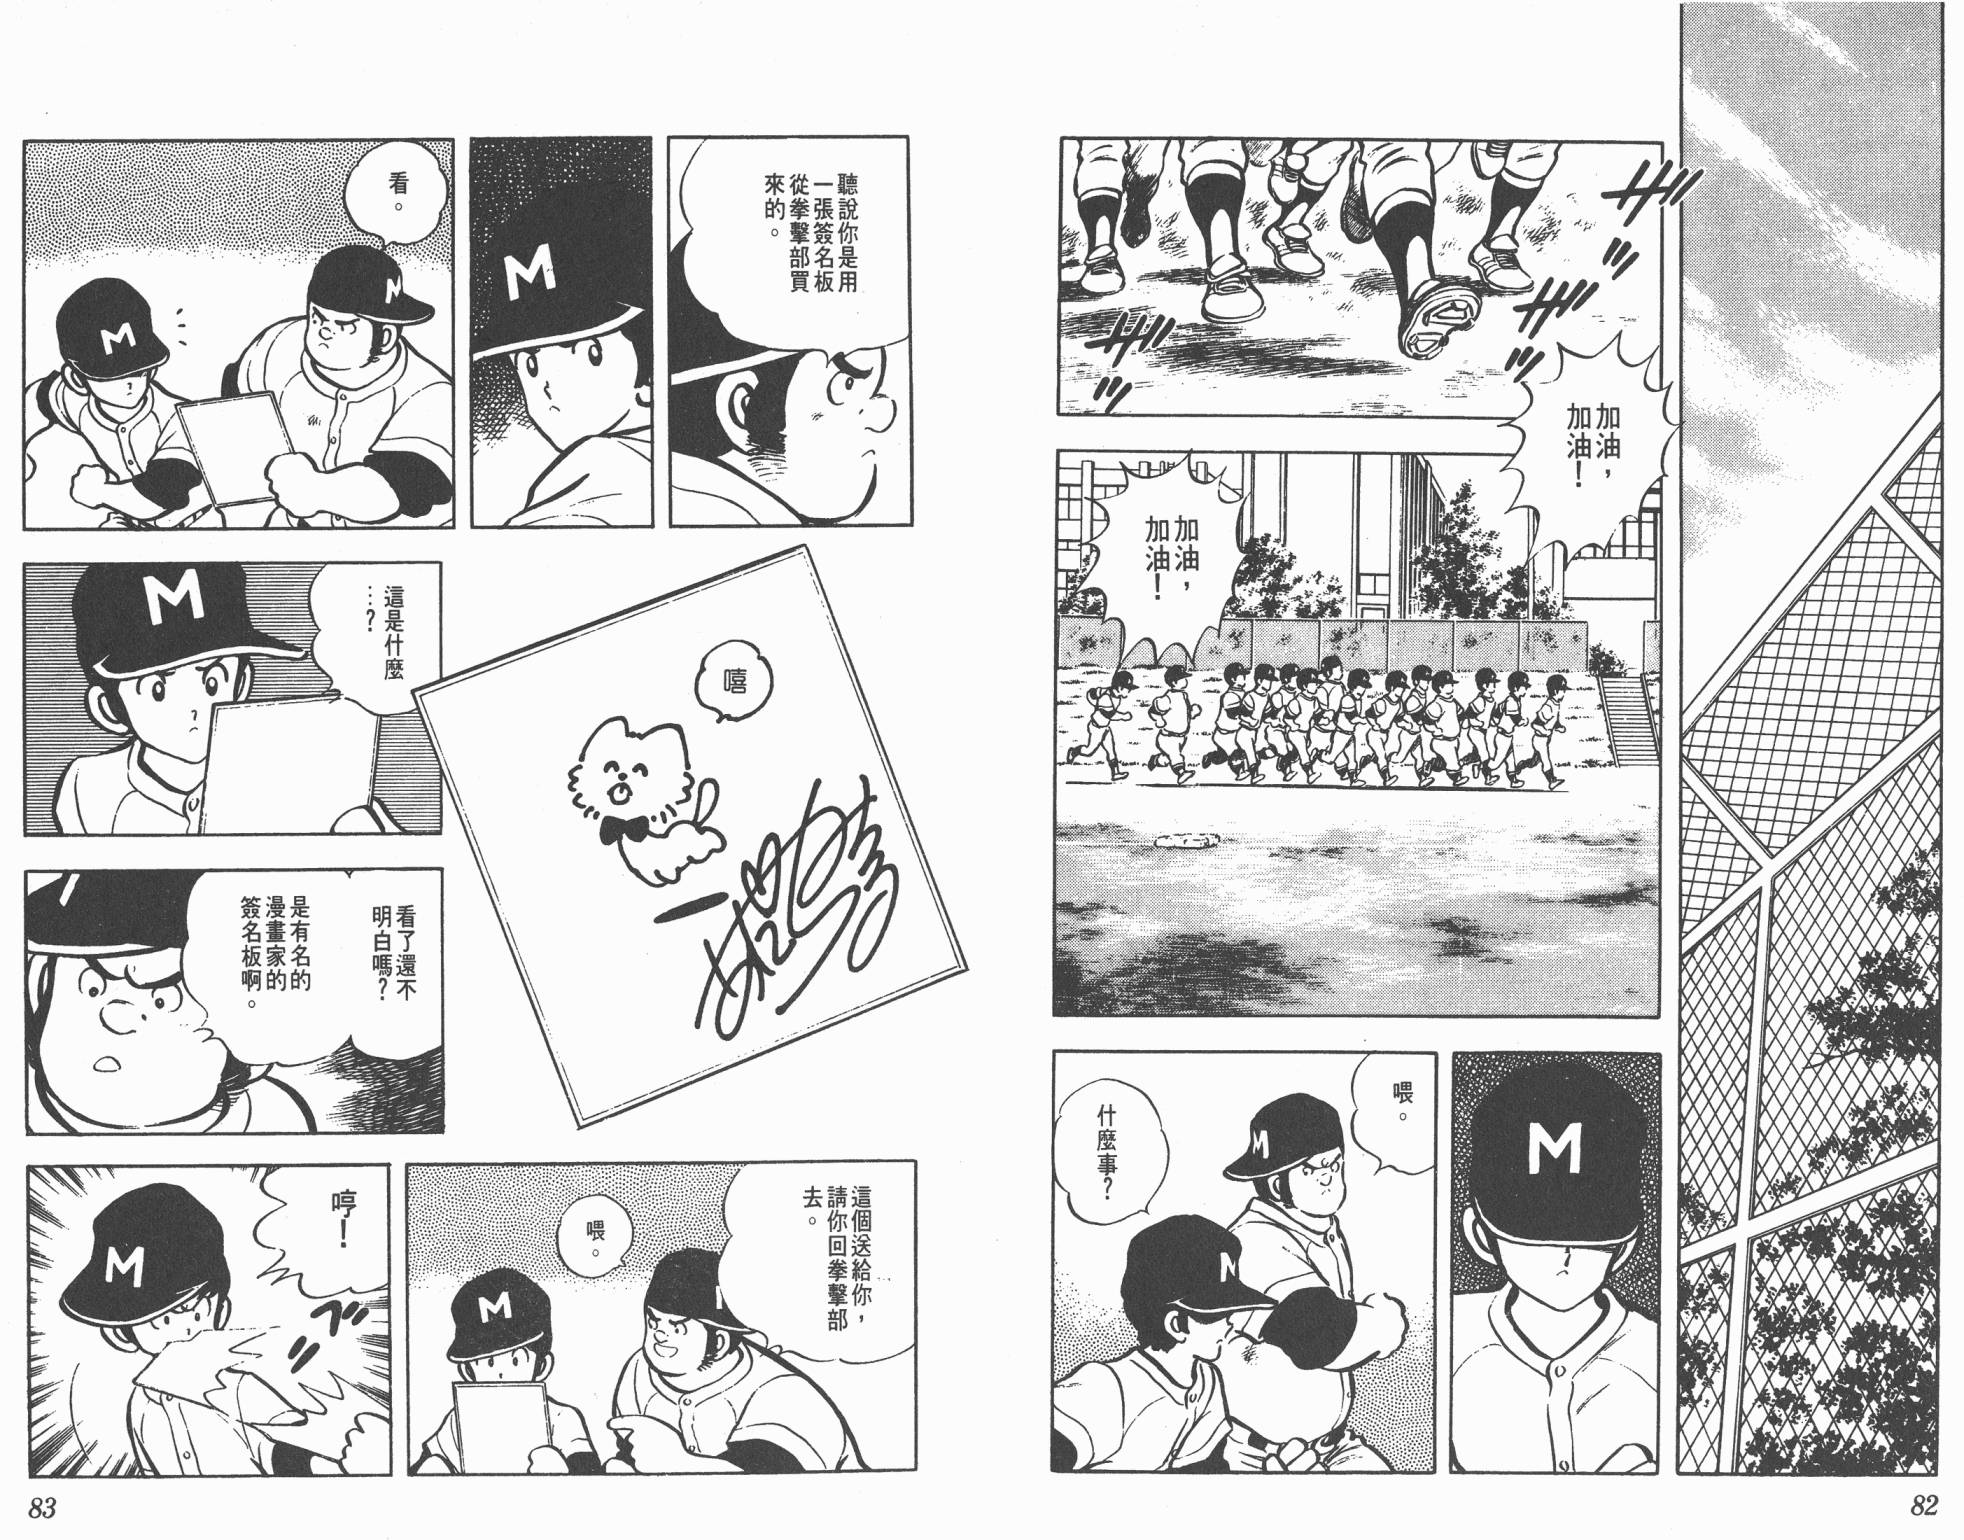 加油，
加油！
加油，
加油！
M
喂。
什麼事？
M
M
82
聽說你是用
一張簽名板
從拳擊部買
來的。
M
看。
M
M
嘻
這是什麼
…？
M
看了還不
明白嗎？
是有名的
漫畫家的
簽名板啊。
這個送給你，
請你回拳擊部
去。
喂。
M
哼！
M
83